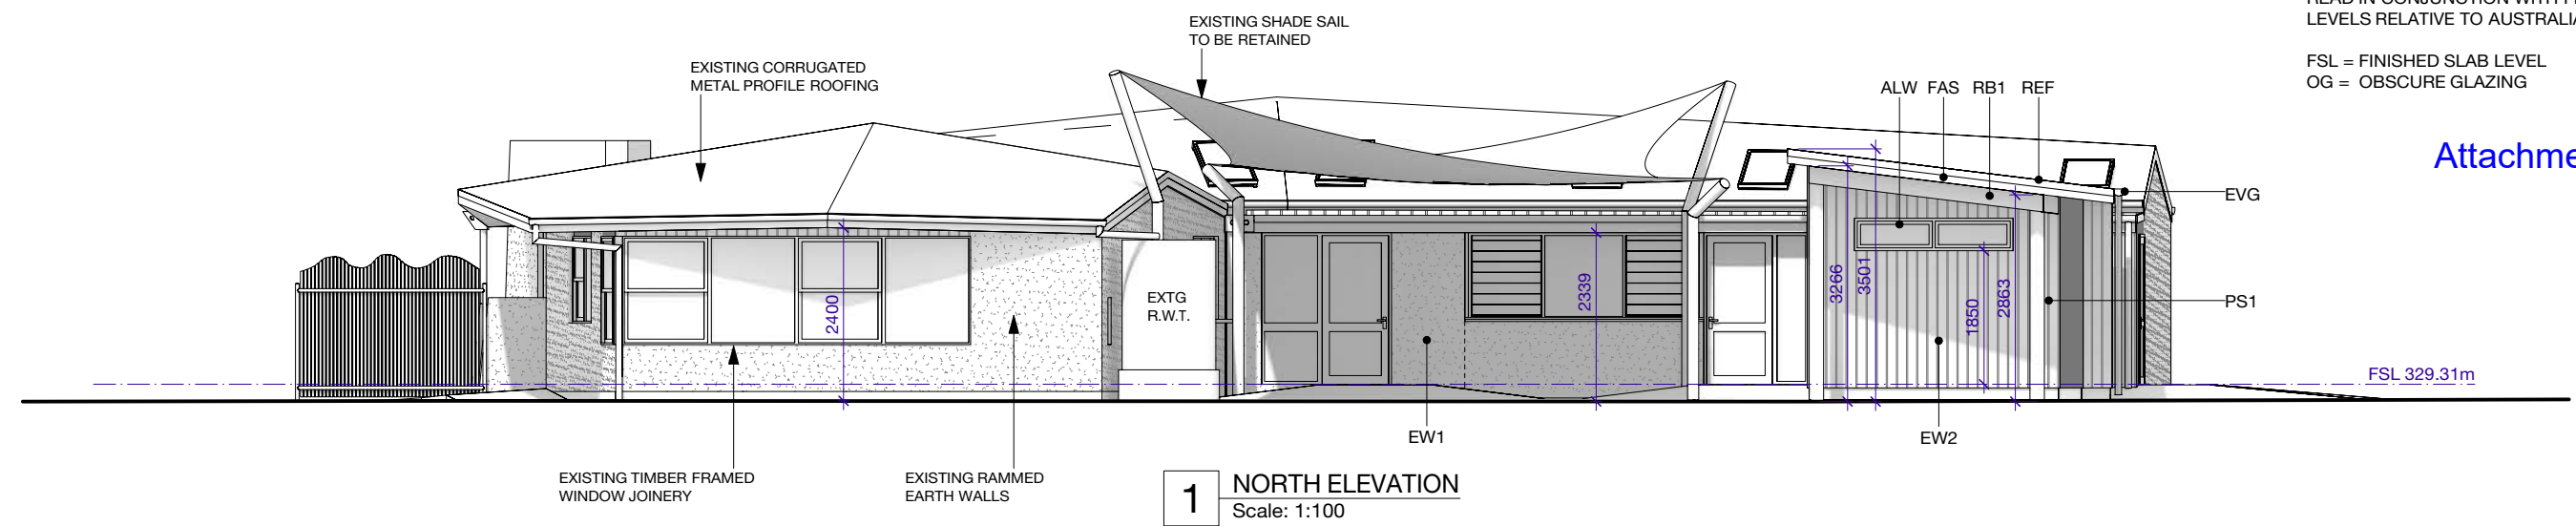 LEVELS RELATIVE TO
FSL = FINISHED SLAB LEVEL
OG = OBSCURE GLAZING
EXISTING SHADE SAIL
TO BE RETAINED
EXISTING CORRUGATED
METAL PROFILE ROOFING
ALW FAS RB1 REF
EVG
PS1
EXTG
R.W.T.
2400
2339
3266
3501
1850
2863
FSL 329.31m
EW1
EW2
EXISTING TIMBER FRAMED
WINDOW JOINERY
EXISTING RAMMED
EARTH WALLS
1
NORTH ELEVATION
Scale: 1:100